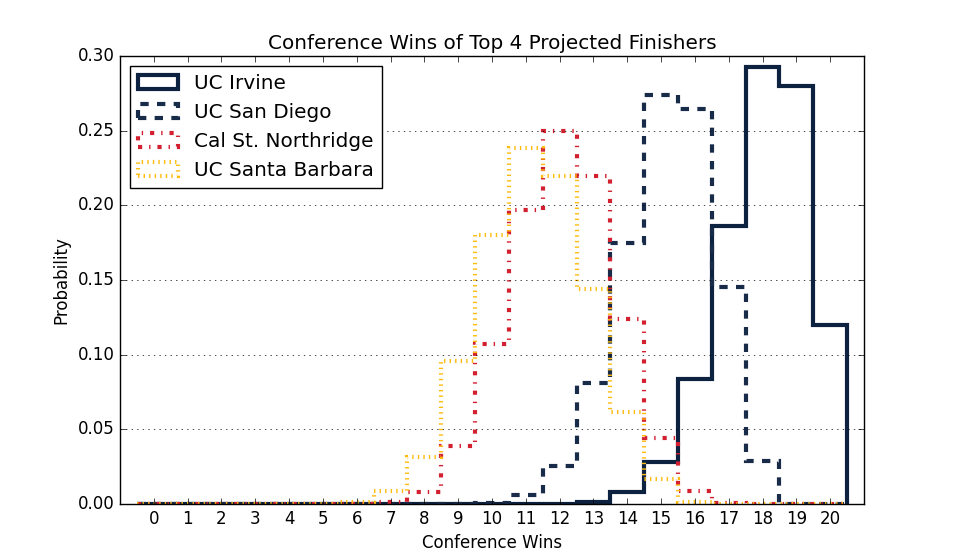 Conference Wins of Top 4 Projected Finishers
0.30
0.25
0.20
0.15
0.10
0.05
0.00
Probability
UC Irvine
UC San Diego
Cal St. Northridge
UC Santa Barbara
0 1 2 3 4 5 6 7 8 9 10 11 12 13 14 15 16 17 18 19 20
Conference Wins